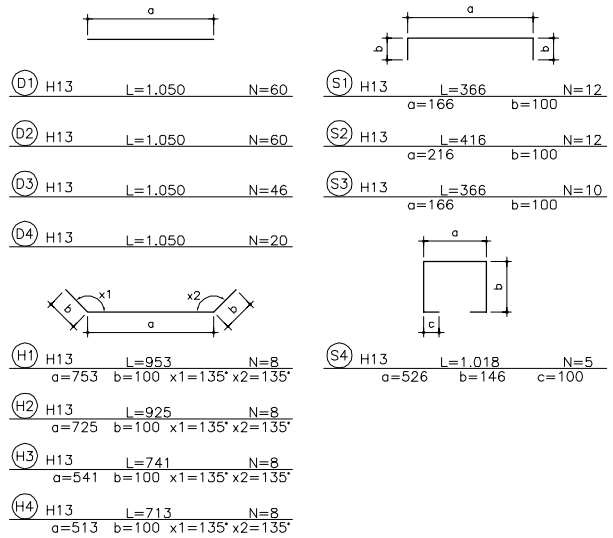 a
D1 H13 L=1.050 N=60
D2 H13 L=1.050 N=60
D3 H13 L=1.050 N=46
D4 H13 L=1.050 N=20
b x1 x2 b
a
H1 H13 L=953 N=8
a=753 b=100 x1=135° x2=135°
H2 H13 L=925 N=8
a=725 b=100 x1=135° x2=135°
H3 H13 L=741 N=8
a=541 b=100 x1=135° x2=135°
H4 H13 L=713 N=8
a=513 b=100 x1=135° x2=135°
a
b b
S1 H13 L=366 N=12
a=166 b=100
S2 H13 L=416 N=12
a=216 b=100
S3 H13 L=366 N=10
a=166 b=100
a
b
c
S4 H13 L=1.018 N=5
a=526 b=146 c=100